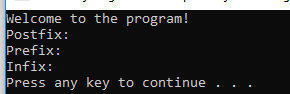 Welcome to the program!
Postfix:
Prefix:
Infix:
Press any key to continue . . .